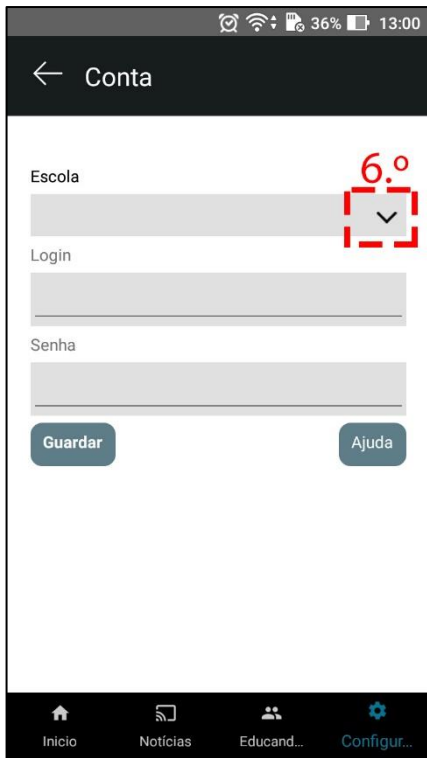 36% 13:00
Conta
6.º
Escola
Login
Senha
Guardar Ajuda
Inicio Notícias Educand... Configur...